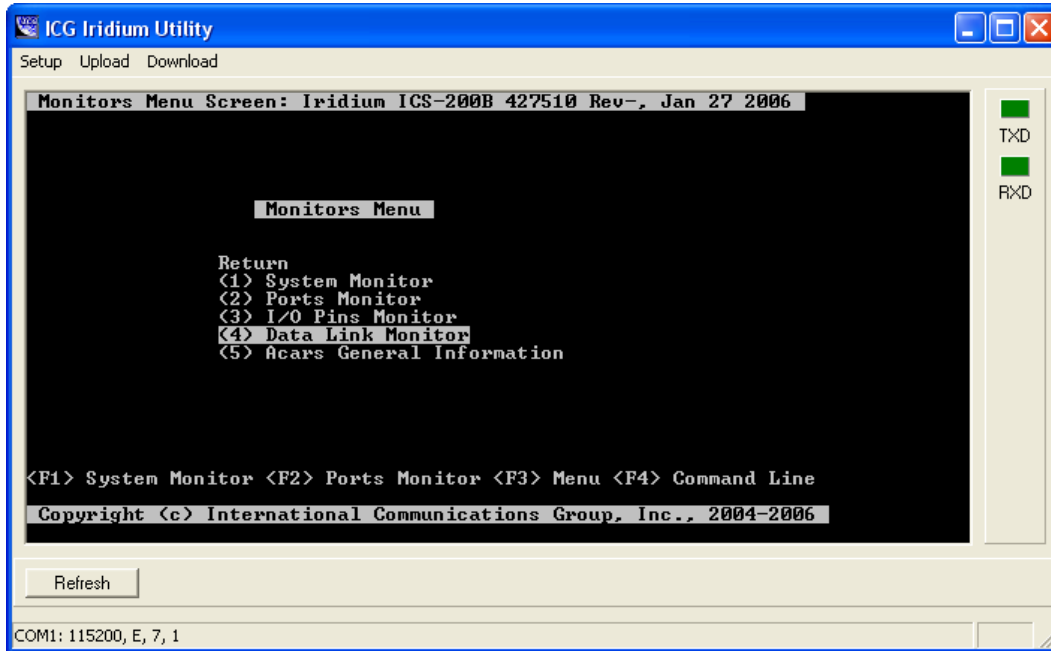 ICG Iridium Utility
Setup Upload Download
Monitors Menu Screen: Iridium ICS-200B 427510 Rev-, Jan 27 2006
TXD
RXD
Monitors Menu
Return
(1) System Monitor
(2) Ports Monitor
(3) I/O Pins Monitor
(4) Data Link Monitor
(5) Acars General Information
<F1> System Monitor <F2> Ports Monitor <F3> Menu <F4> Command Line
Copyright (c) International Communications Group, Inc., 2004-2006
Refresh
COM1: 115200, E, 7, 1